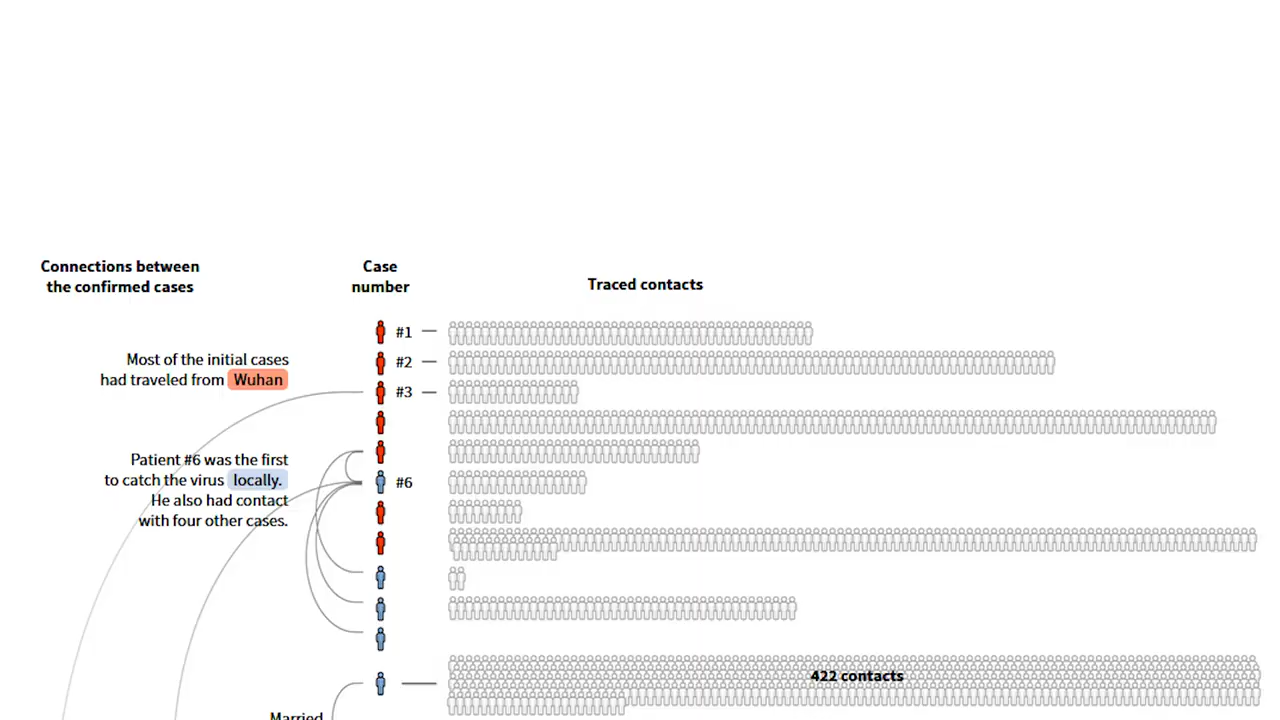 Connections between
the confirmed cases
Case
number
Traced contacts
#1
#2
#3
Most of the initial cases
had traveled from Wuhan
Patient #6 was the first
to catch the virus locally.
He also had contact
with four other cases.
#6
422 contacts
Married